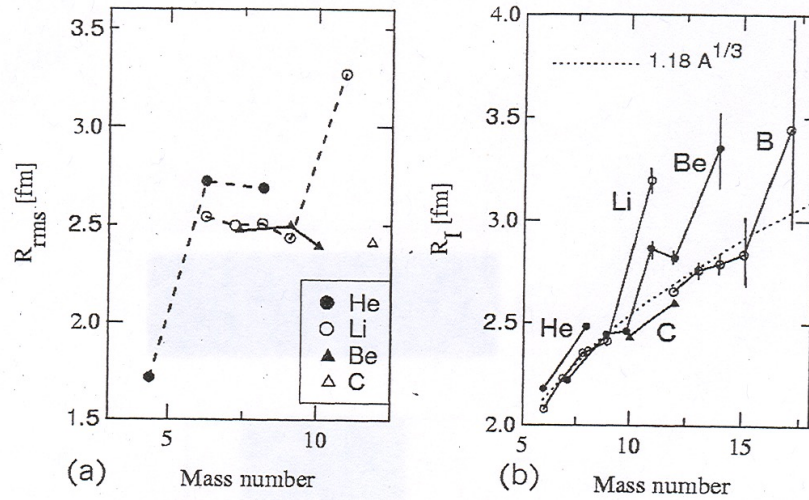 3.5
3.0
2.5
2.0
1.5
R_rms [fm]
5
10
Mass number
(a)
He
Li
Be
C
4.0
3.5
3.0
2.5
2.0
R_I [fm]
1.18 A^1/3
He
Li
Be
B
C
5
10
15
Mass number
(b)